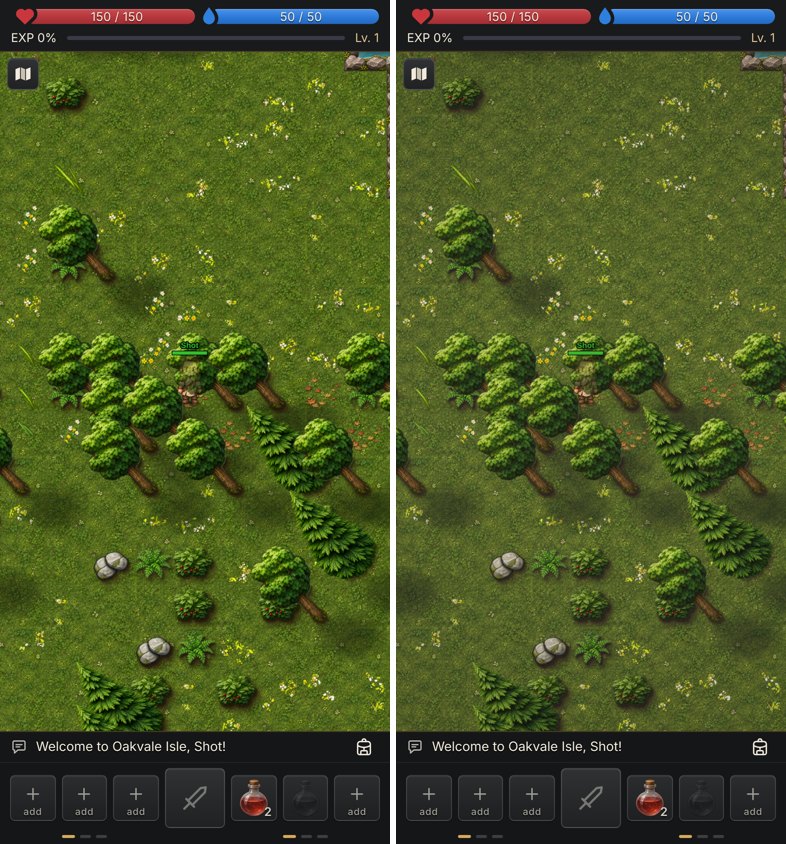 150 / 150
50 / 50
EXP 0%
Lv. 1
Shot
Welcome to Oakvale Isle, Shot!
add
add
add
2
add
150 / 150
50 / 50
EXP 0%
Lv. 1
Shot
Welcome to Oakvale Isle, Shot!
add
add
add
2
add